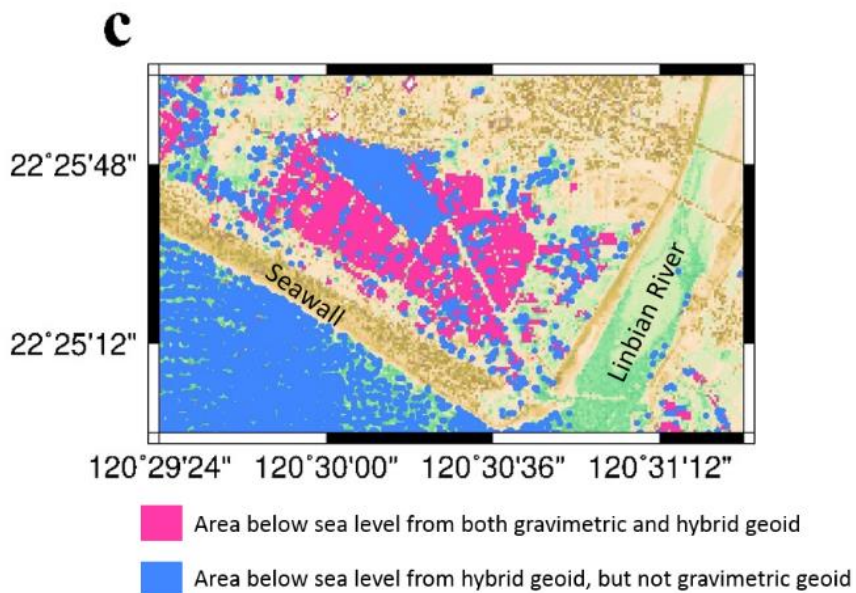 c
22°25'48"
Seawall
Linbian River
22°25'12"
120°29'24" 120°30'00" 120°30'36" 120°31'12"
Area below sea level from both gravimetric and hybrid geoid
Area below sea level from hybrid geoid, but not gravimetric geoid